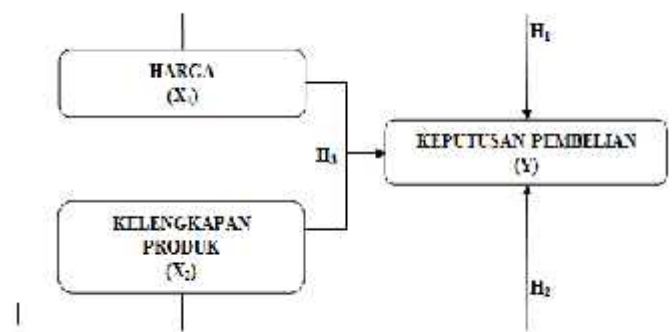 HARGA
(X₁)
H₁
H₃
KEPUTUSAN PEMBELIAN
(Y)
KELENGKAPAN
PRODUK
(X₂)
H₂